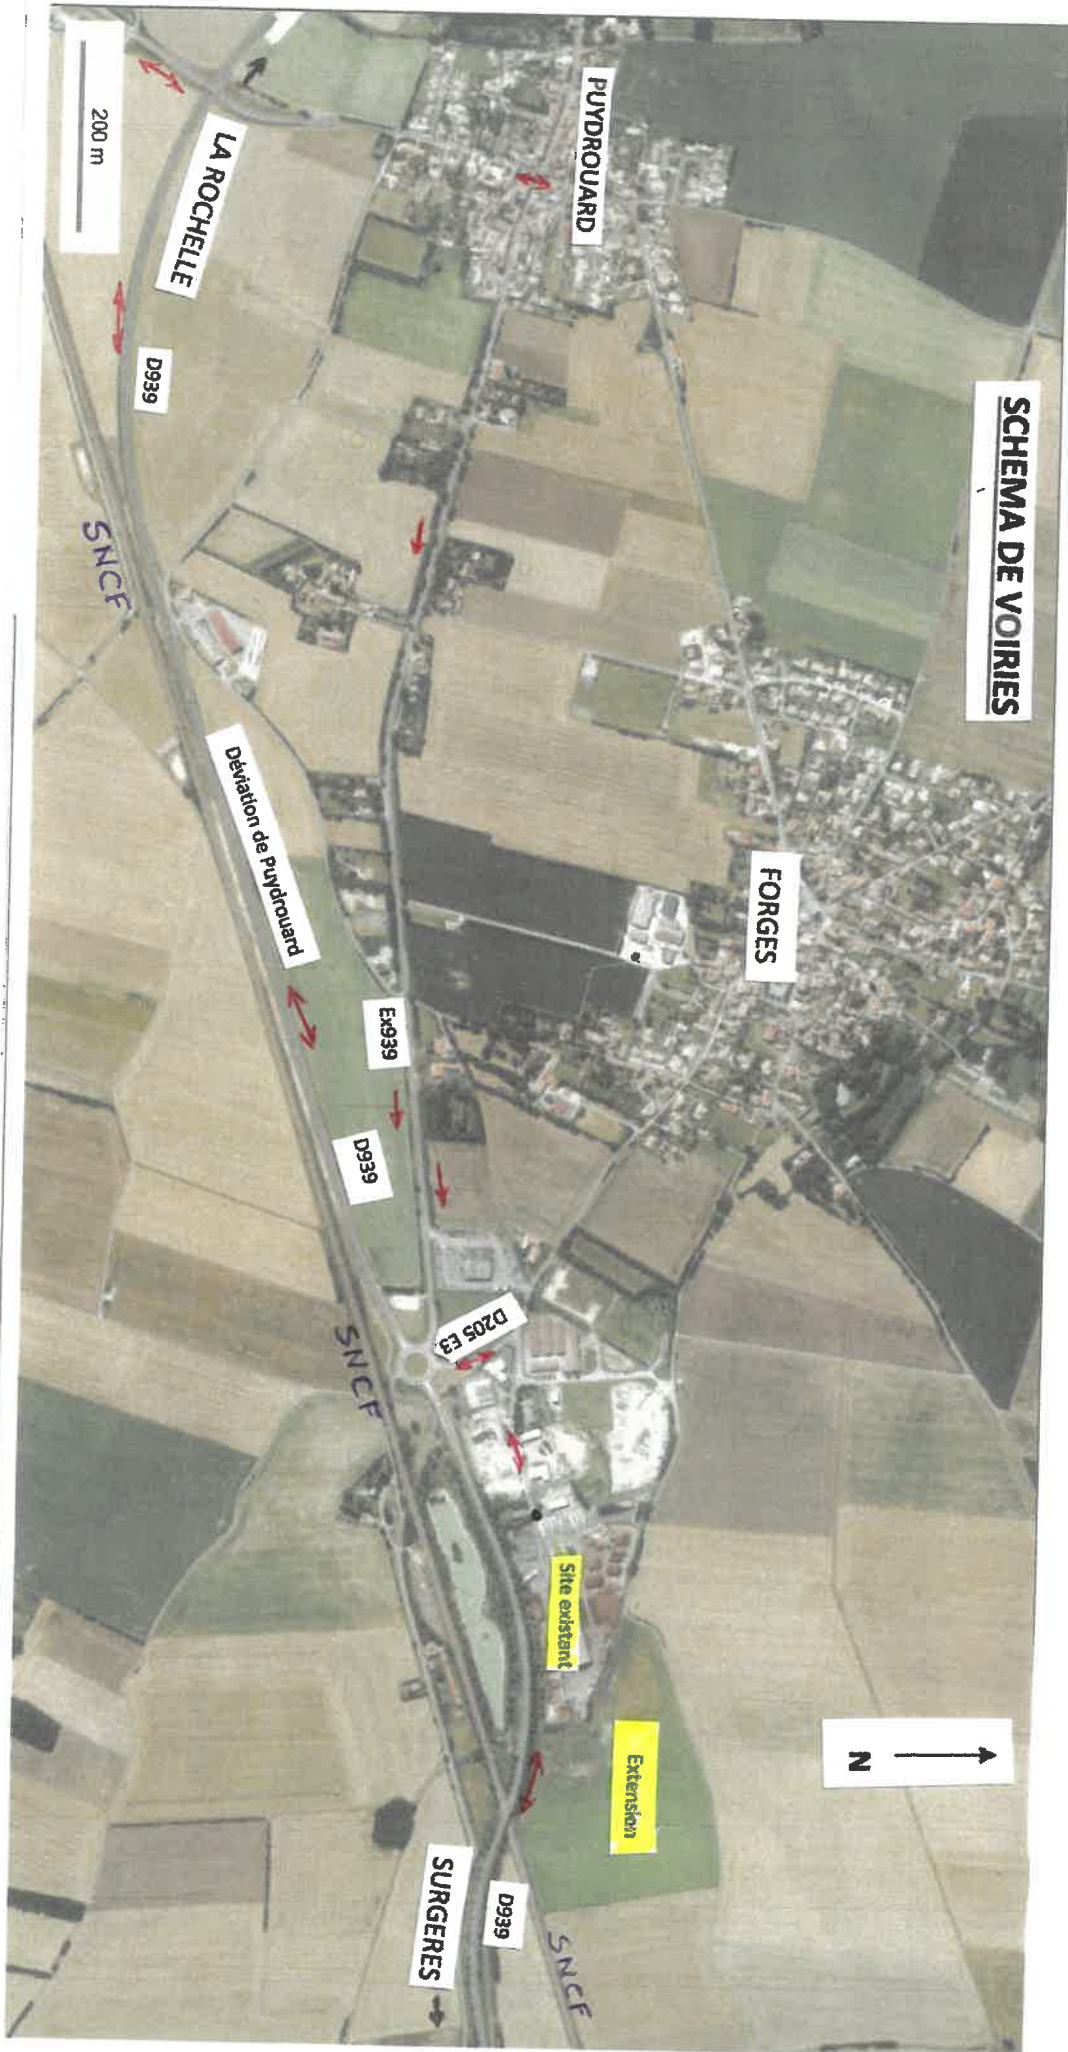 SCHEMA DE VOIRIES
PUYDROUARD
FORGES
N
LA ROCHELLE
200 m
D939
SNCF
Déviation de Puydrouard
Ex939
D939
D205 E3
SNCF
Site existant
Extension
D939
SNCF
SURGERES